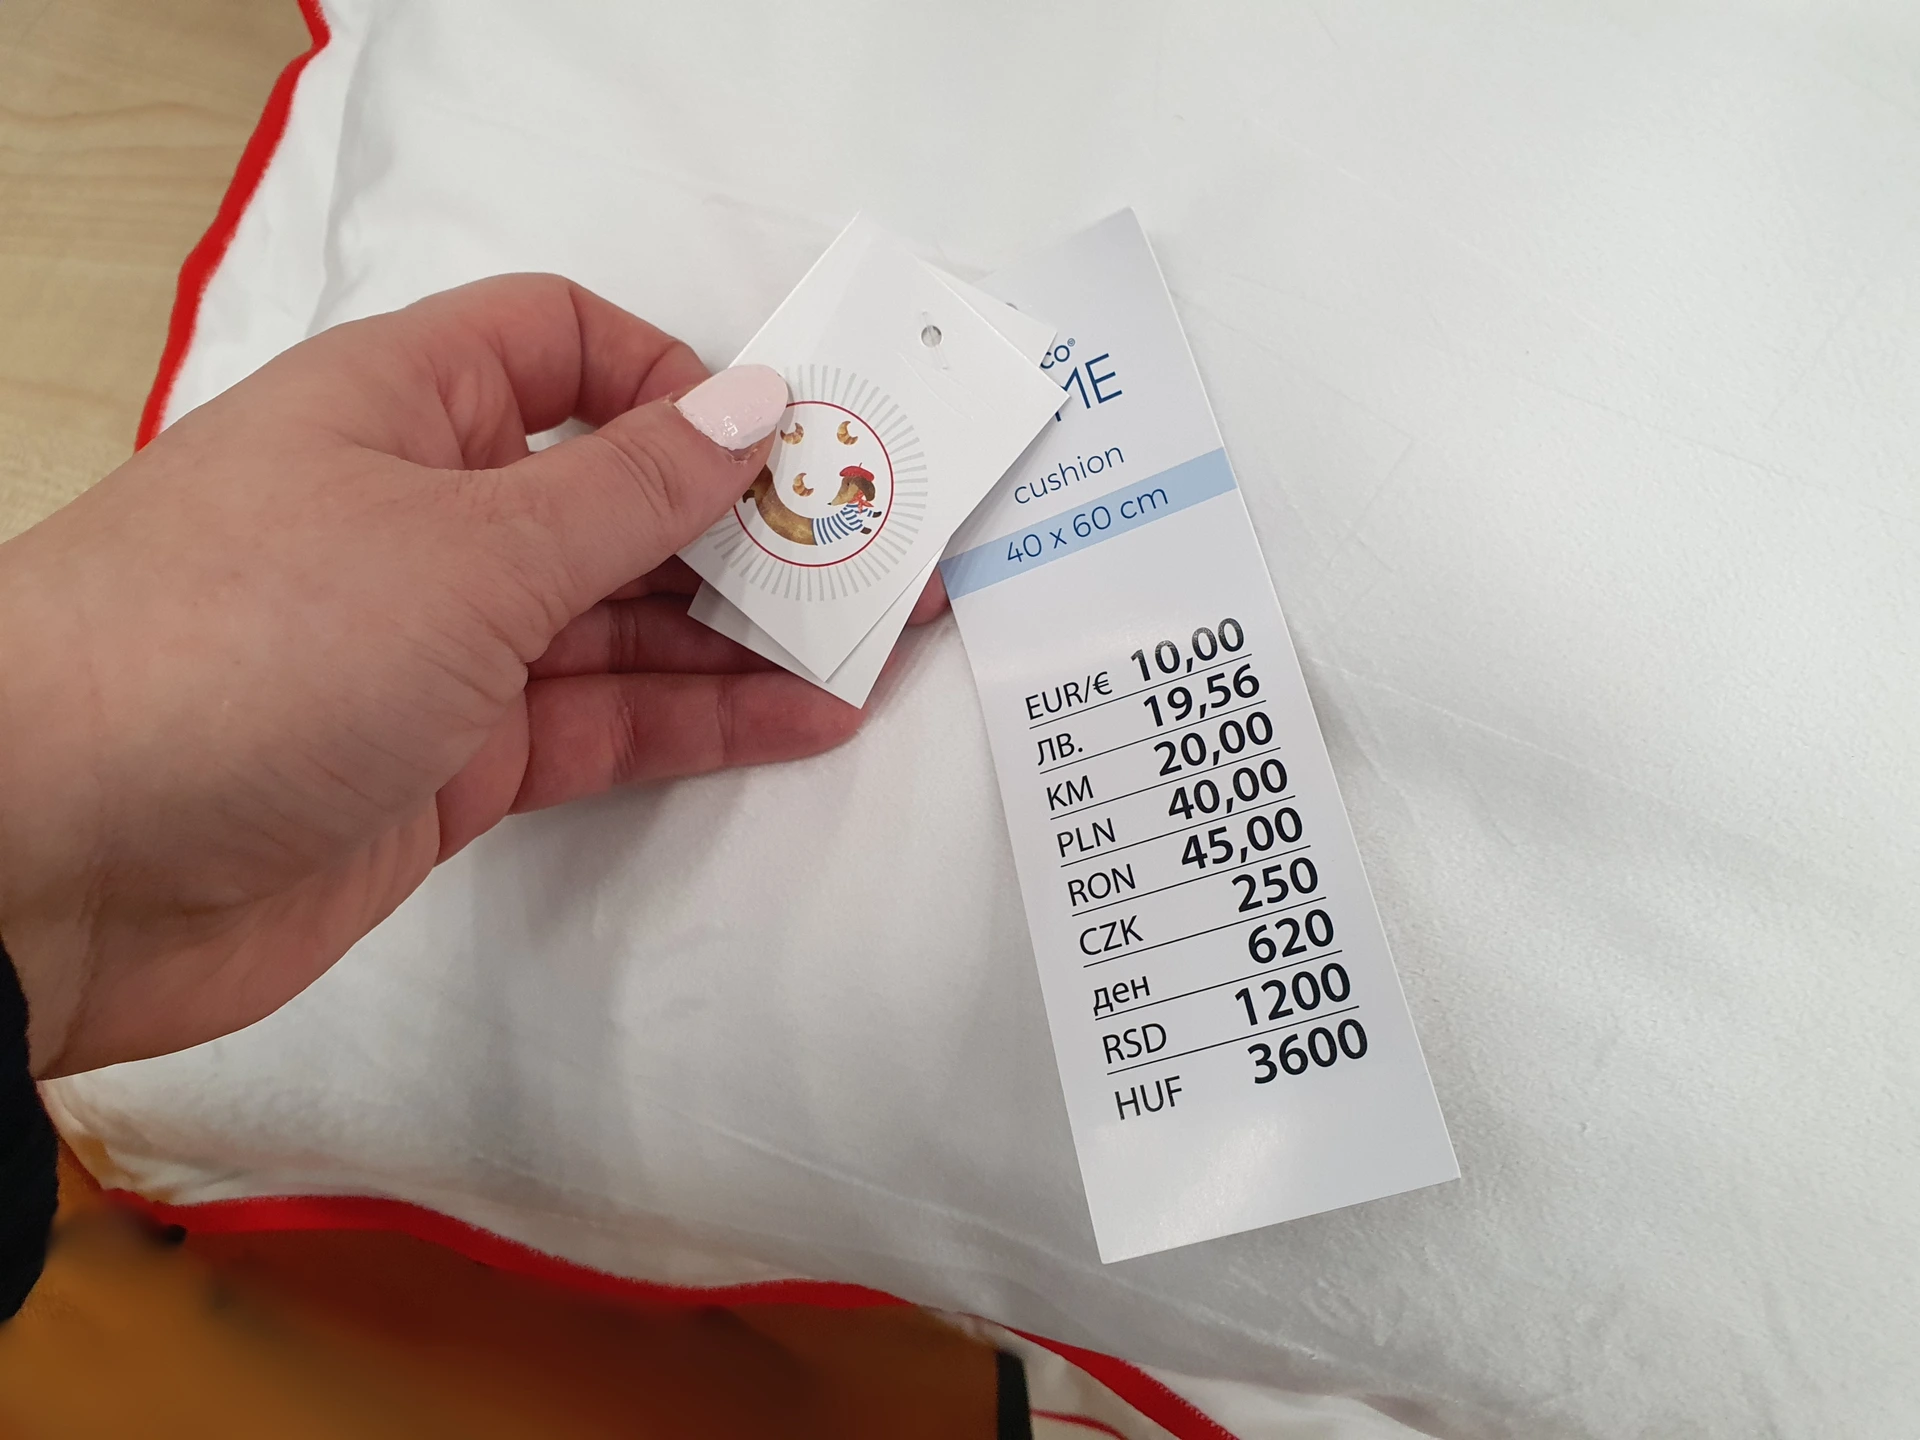 cushion
40 x 60 cm
EUR/€ 10,00
ЛВ. 19,56
KM 20,00
PLN 40,00
RON 45,00
CZK 250
ден 620
RSD 1200
HUF 3600